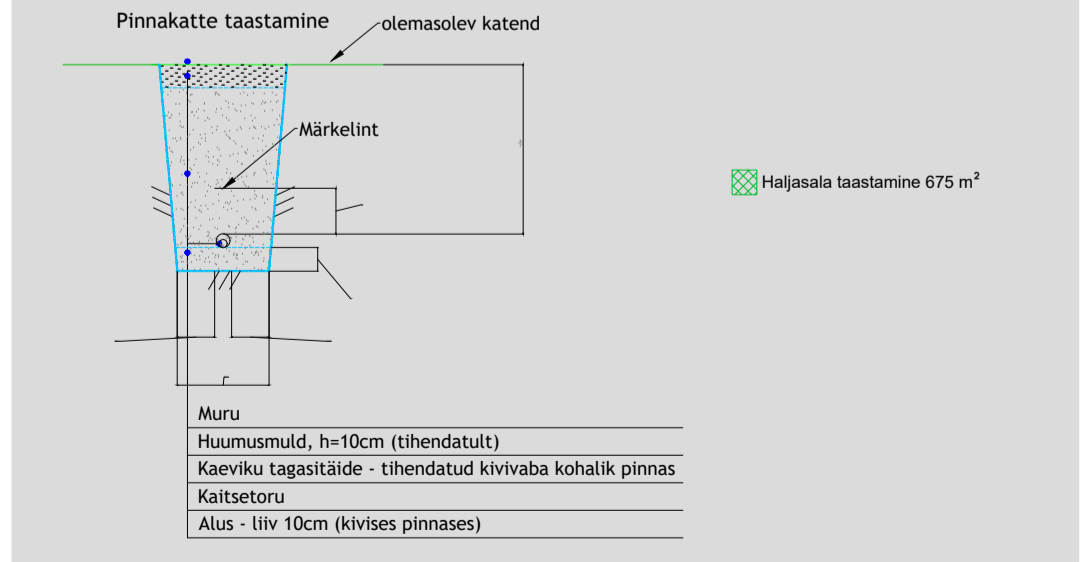 Pinnakatte taastamine
olemasolev katend
Märkelint
Haljasala taastamine 675 m²
Muru
Huumusmuld, h=10cm (tihendatult)
Kaeviku tagasitäide - tihendatud kivivaba kohalik pinnas
Kaitsetoru
Alus - liiv 10cm (kivises pinnases)